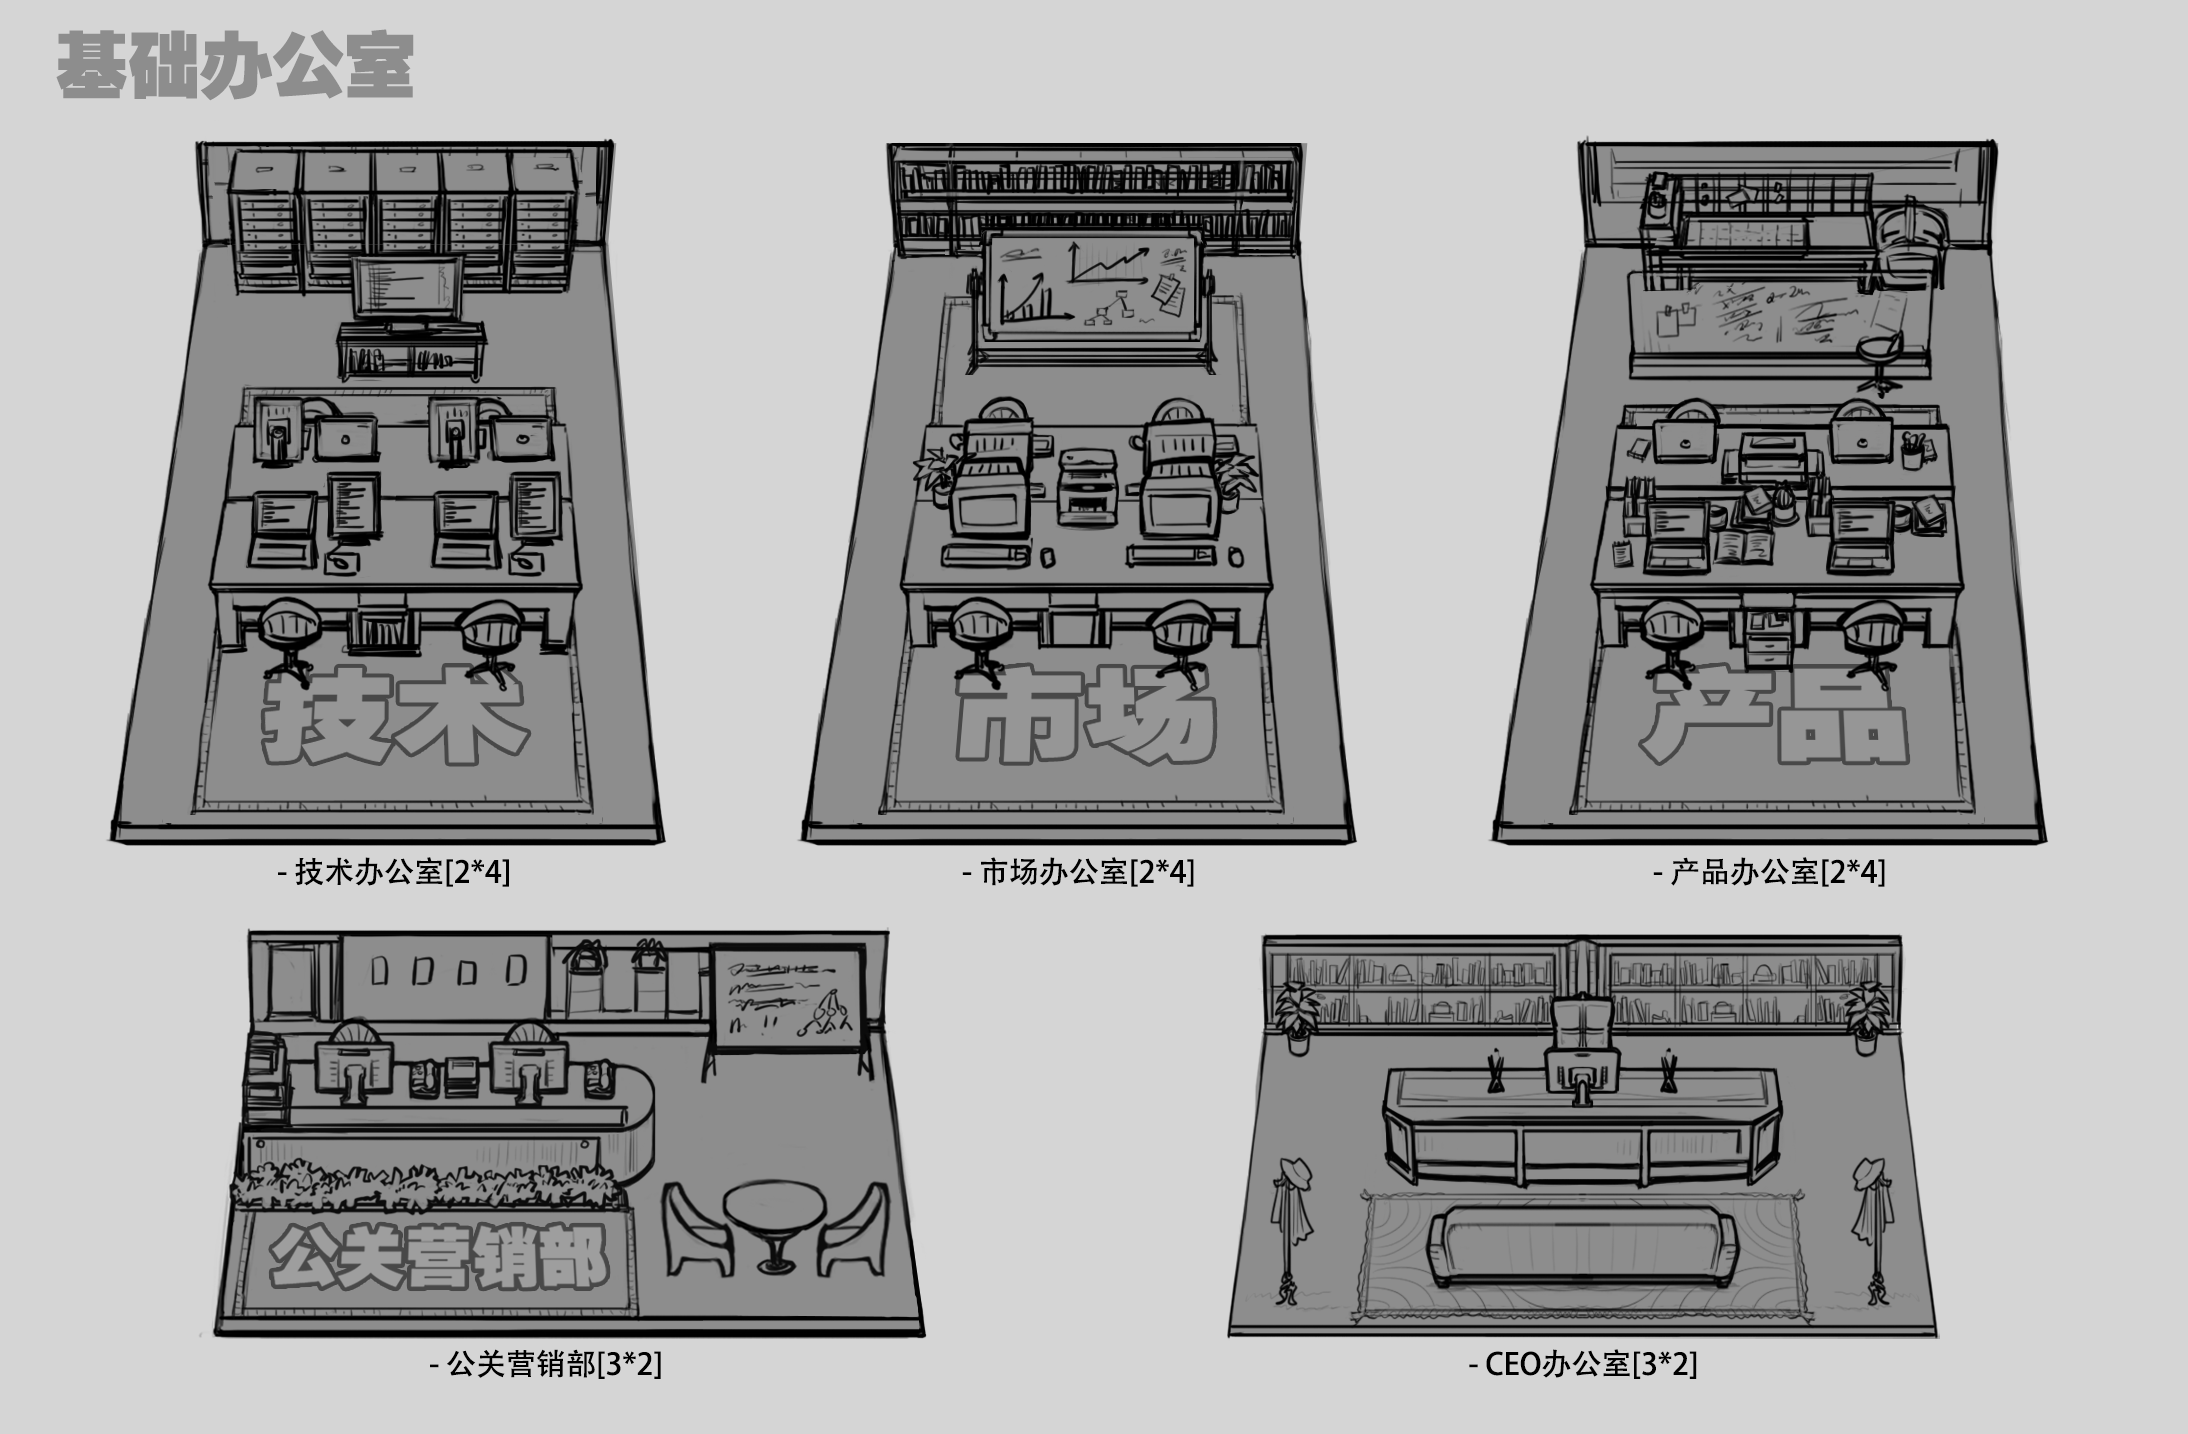 基础办公室
技术
市场
产品
- 技术办公室[2*4]
- 市场办公室[2*4]
- 产品办公室[2*4]
公关营销部
- 公关营销部[3*2]
- CEO办公室[3*2]